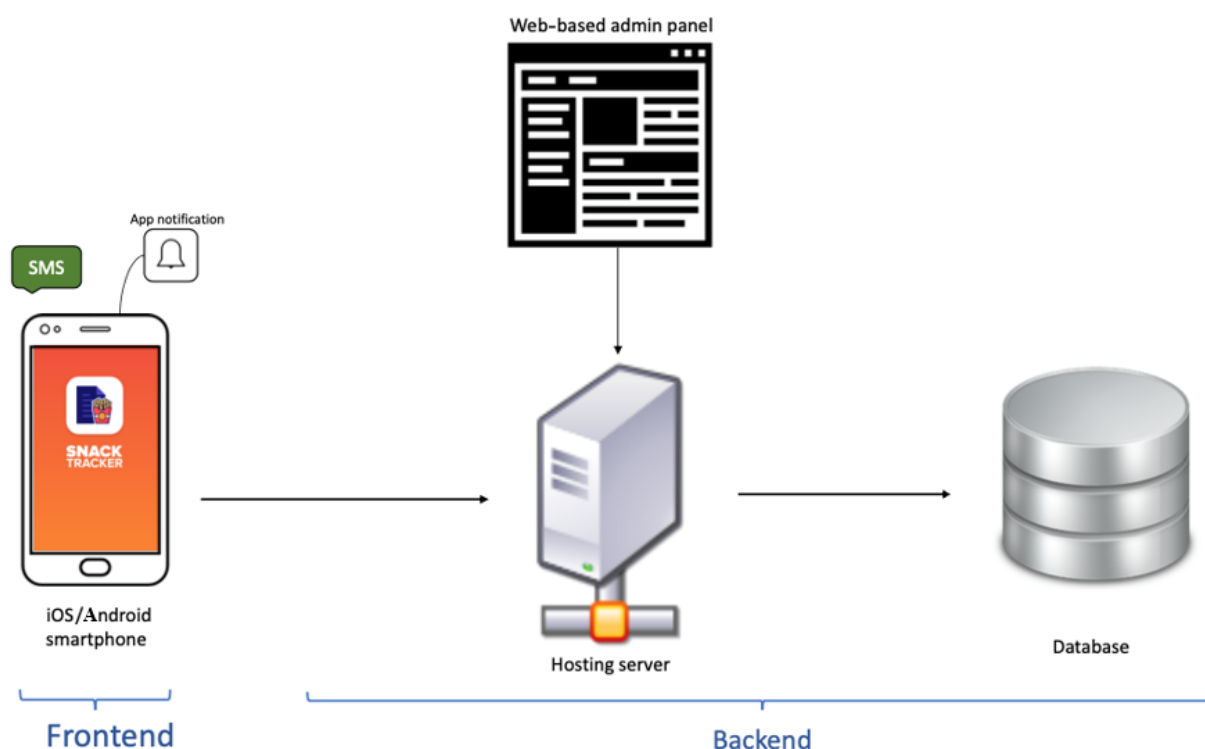 Web-based admin panel
App notification
SMS
SNACK
TRACKER
iOS/Android
smartphone
Hosting server
Database
Frontend
Backend